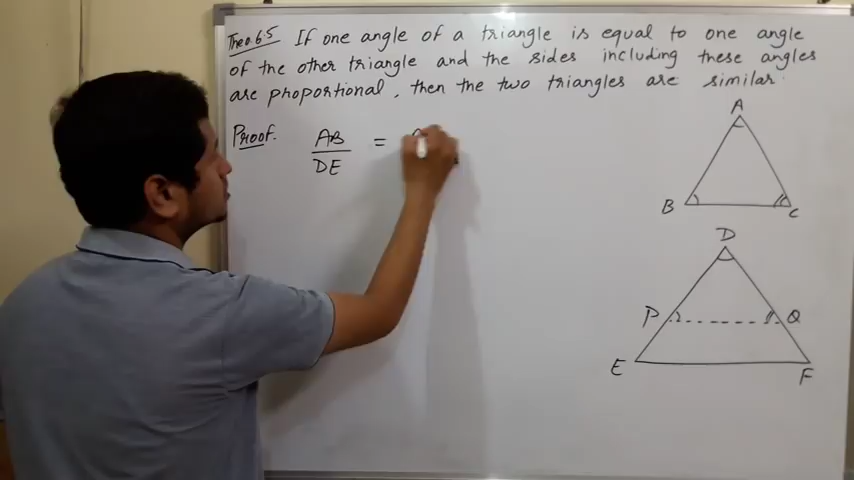 Theo. 6.5 If one angle of a triangle is equal to one angle
of the other triangle and the sides including these angles
are proportional, then the two triangles are similar.
Proof. AB =
DE
A
B C
D
P Q
E F